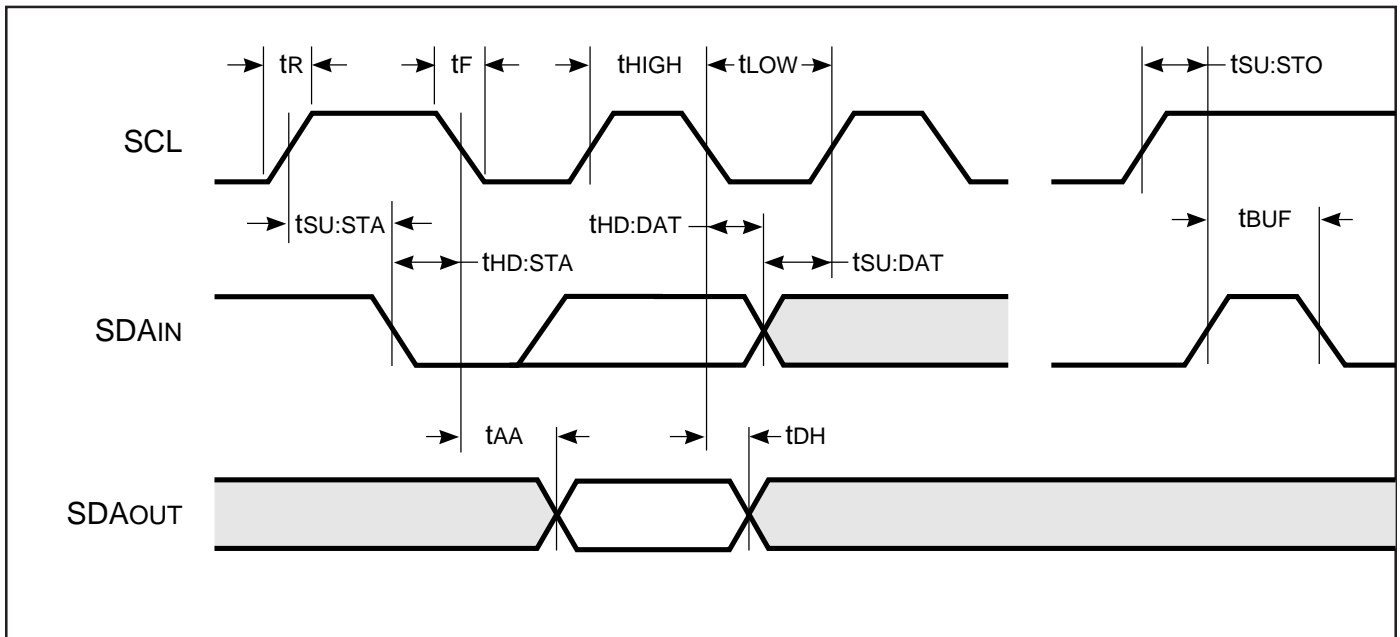 tR tF tHIGH tLOW tSU:STO
SCL
tSU:STA tHD:DAT tBUF
tHD:STA tSU:DAT
SDAIN
tAA tDH
SDAOUT